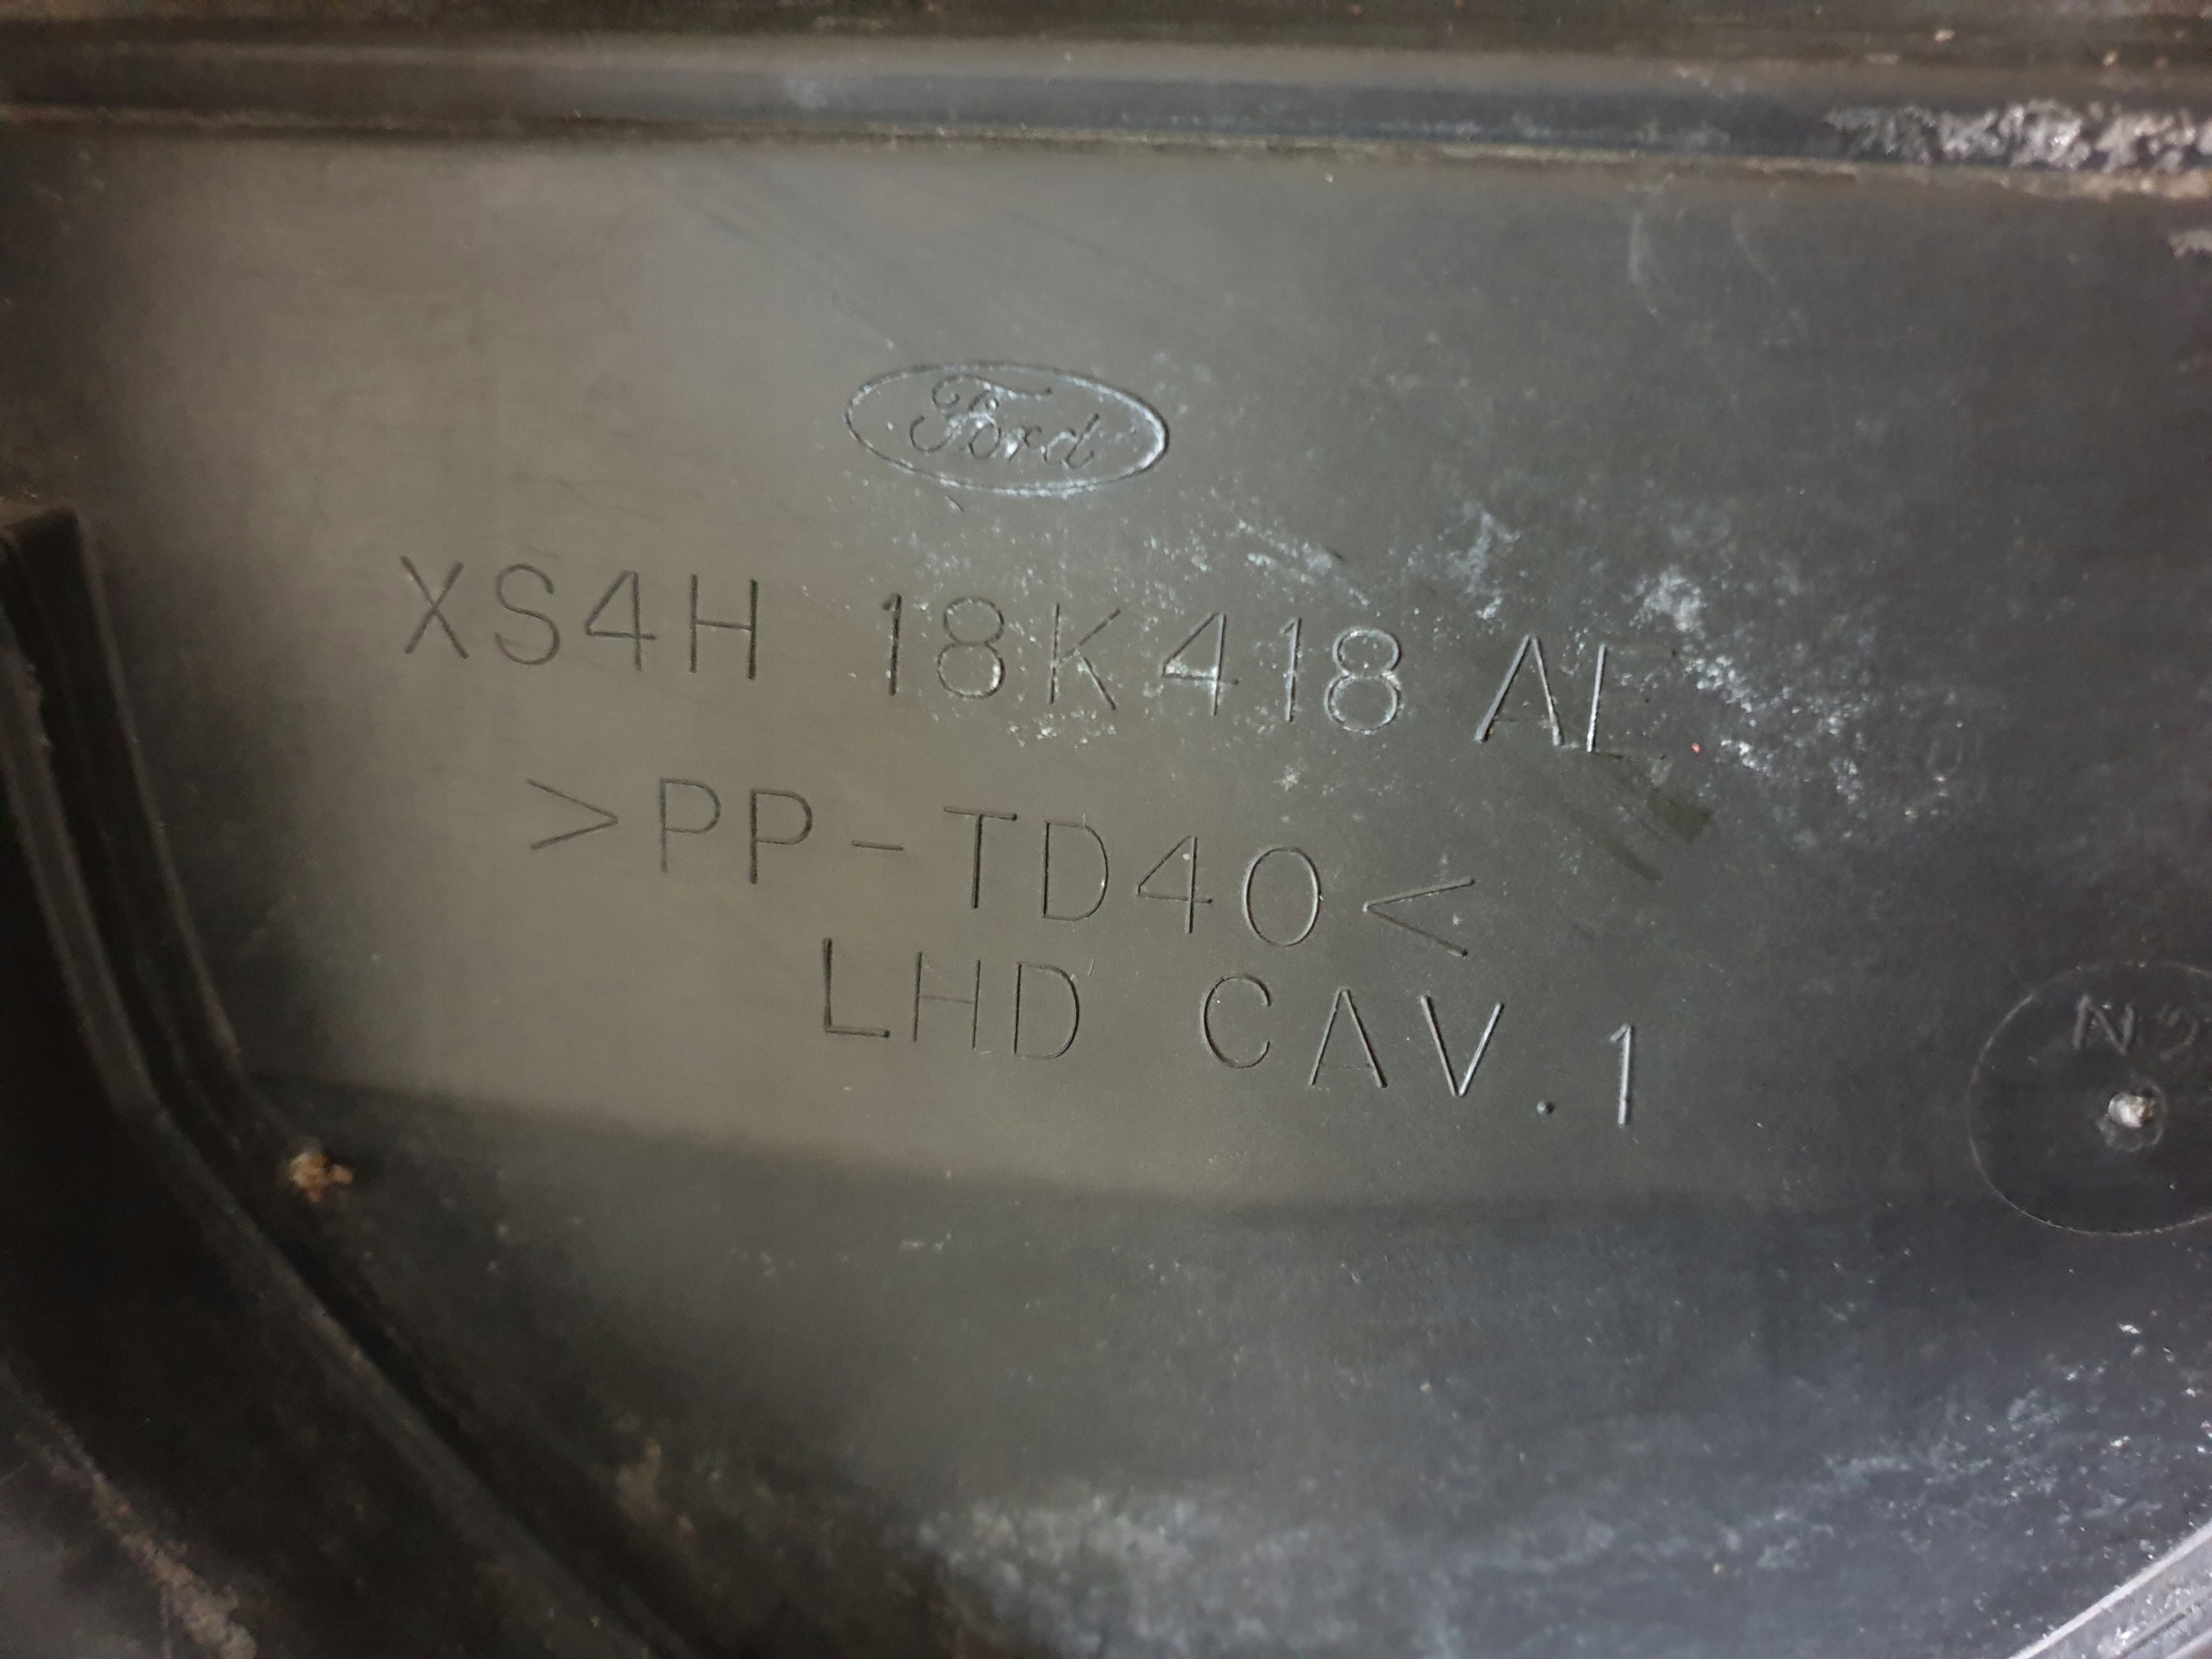 Ford
XS4H 18K418 AL
>PP-TD40<
LHD CAV.1